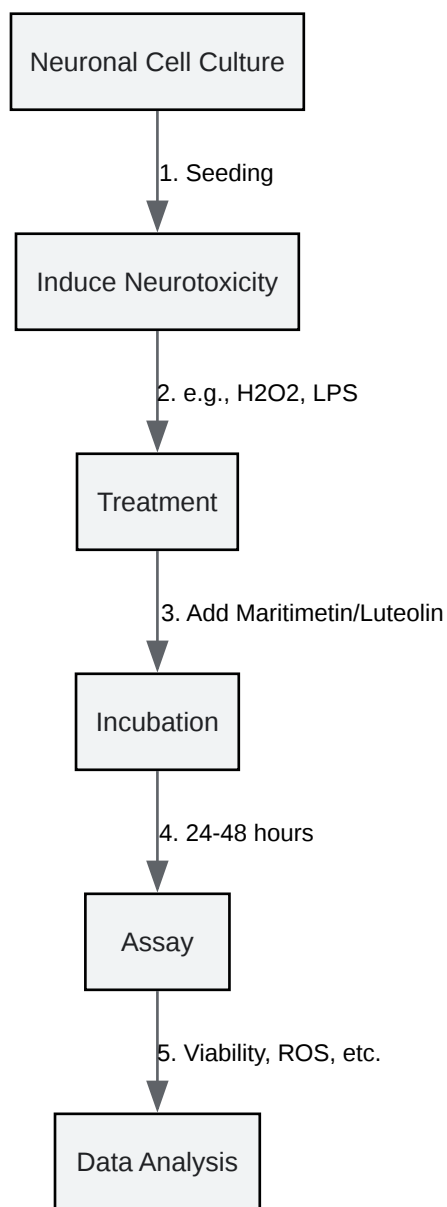 Neuronal Cell Culture
1. Seeding
Induce Neurotoxicity
2. e.g., H2O2, LPS
Treatment
3. Add Maritimetin/Luteolin
Incubation
4. 24-48 hours
Assay
5. Viability, ROS, etc.
Data Analysis